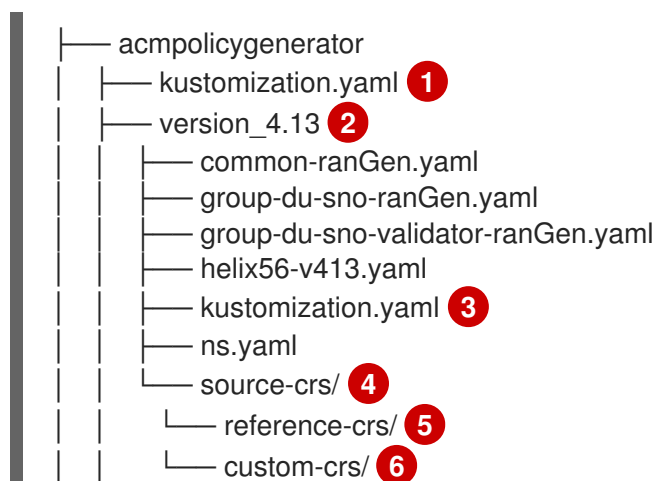 ├── acmpolicygenerator
│   ├── kustomization.yaml 1
│   ├── version_4.13 2
│   │   ├── common-ranGen.yaml
│   │   ├── group-du-sno-ranGen.yaml
│   │   ├── group-du-sno-validator-ranGen.yaml
│   │   ├── helix56-v413.yaml
│   │   ├── kustomization.yaml 3
│   │   ├── ns.yaml
│   │   └── source-crs/ 4
│   │       └── reference-crs/ 5
│   │       └── custom-crs/ 6